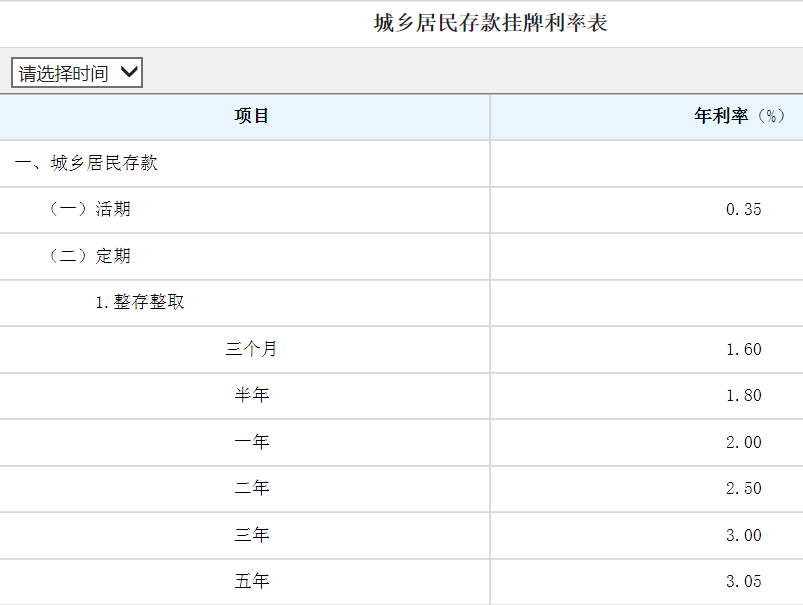 城乡居民存款挂牌利率表
请选择时间
项目 年利率（%）
一、城乡居民存款
（一）活期 0.35
（二）定期
1.整存整取
三个月 1.60
半年 1.80
一年 2.00
二年 2.50
三年 3.00
五年 3.05